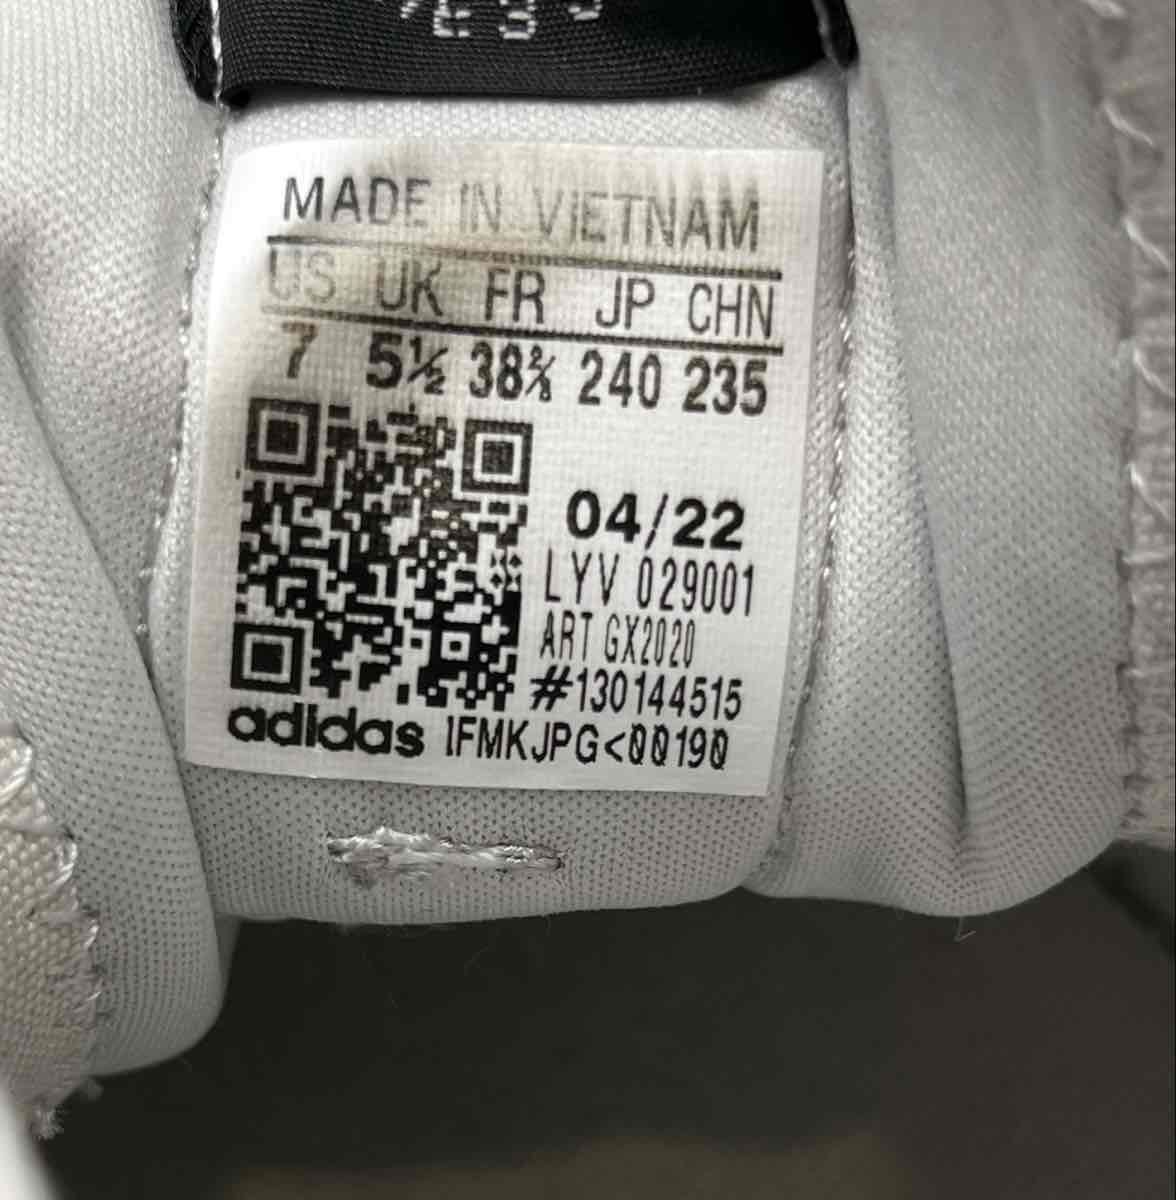 MADE IN VIETNAM
US UK FR JP CHN
7 5½ 38⅔ 240 235
04/22
LYV 029001
ART GX2020
#130144515
adidas 1FMKJPG<00190